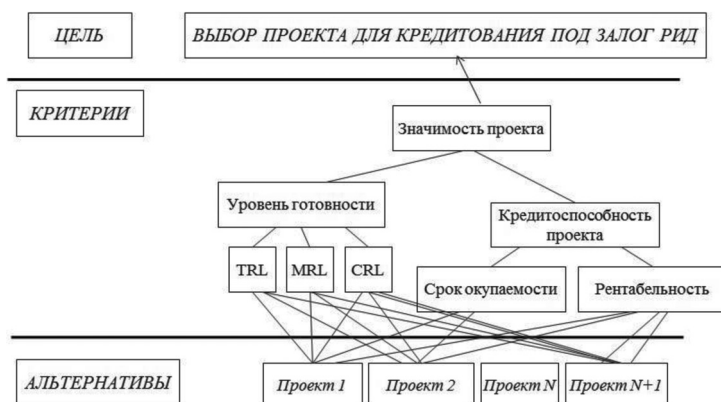 ЦЕЛЬ
ВЫБОР ПРОЕКТА ДЛЯ КРЕДИТОВАНИЯ ПОД ЗАЛОГ РИД
КРИТЕРИИ
Значимость проекта
Уровень готовности
Кредитоспособность
проекта
TRL
MRL
CRL
Срок окупаемости
Рентабельность
АЛЬТЕРНАТИВЫ
Проект 1
Проект 2
Проект N
Проект N+1